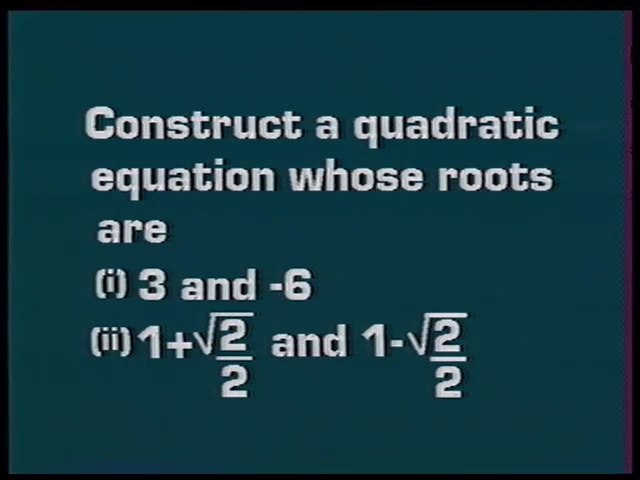 Construct a quadratic
equation whose roots
are
(i) 3 and -6
(ii) 1+√2/2 and 1-√2/2